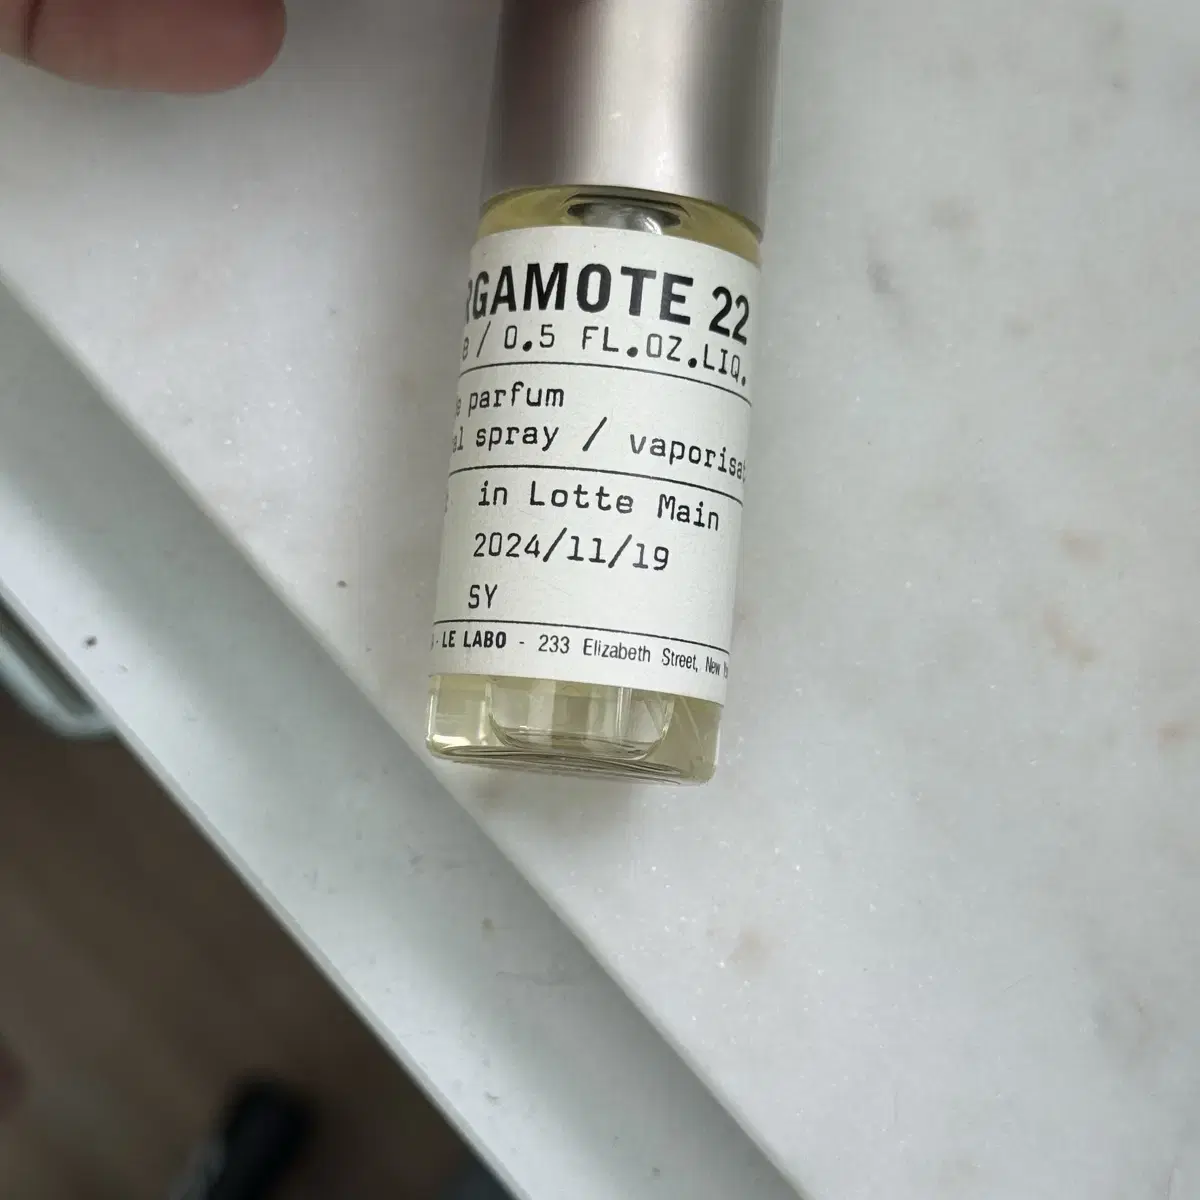 RGAMOTE 22
/ 0.5 FL.OZ.LIQ.
parfum
spray / vaporisat
in Lotte Main
2024/11/19
SY
LE LABO - 233 Elizabeth Street, New